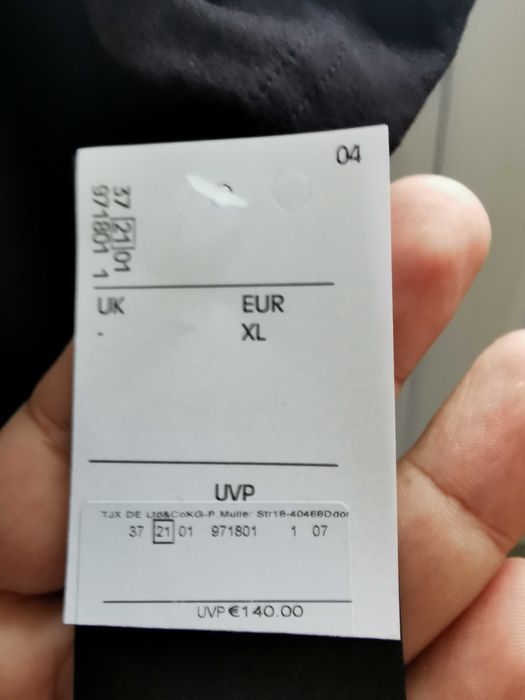 04
37 21 01
971801 1
UK EUR
- XL
UVP
TJX DE Ltd&CoKG-P.Muller Str18-40468Ddor
37 21 01 971801 1 07
UVP €140.00